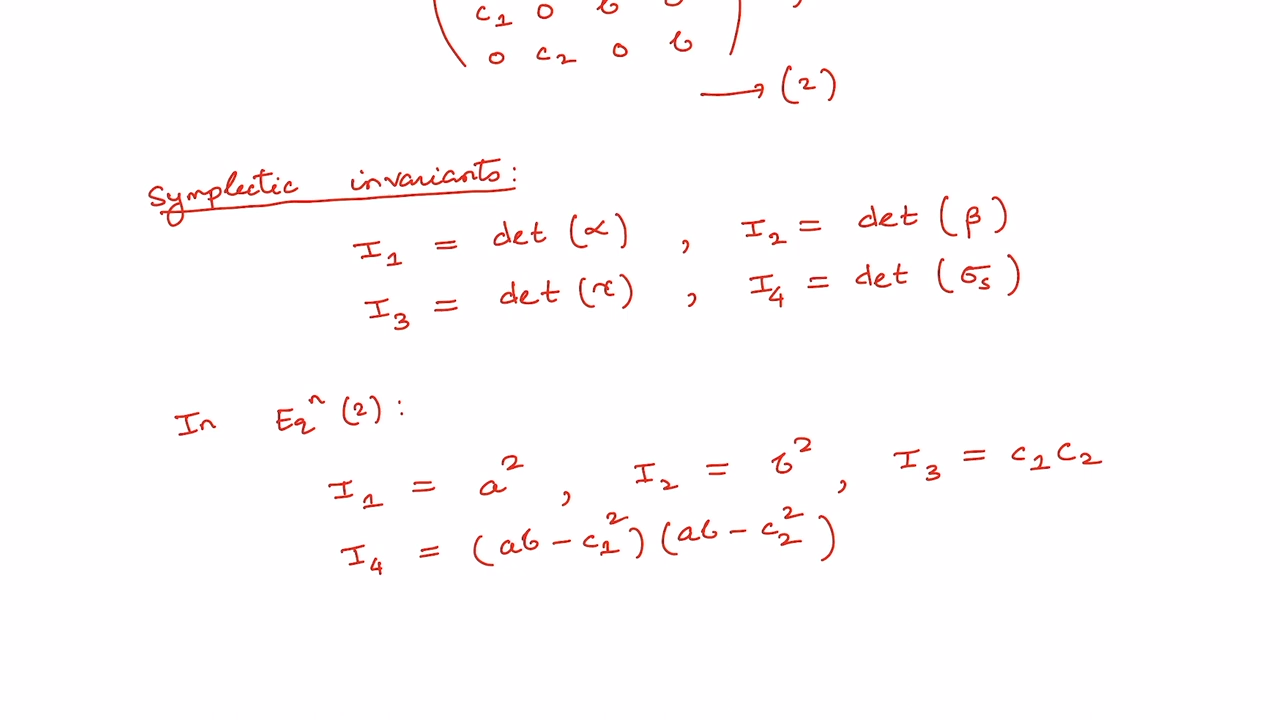 c₁ 0 b
0 c₂ 0 b
⟶ (2)
Symplectic invariants:
I₁ = det (α) , I₂ = det (β)
I₃ = det (γ) , I₄ = det (σₛ)
In Eqⁿ (2) :
I₁ = a² , I₂ = b² , I₃ = c₁c₂
I₄ = (ab − c₁²)(ab − c₂²)